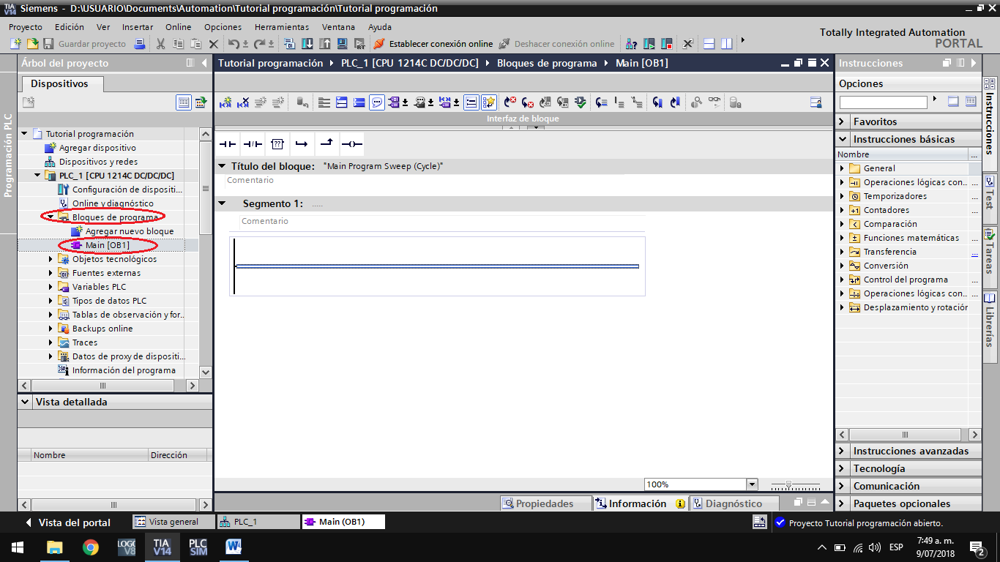 TIA V14 Siemens - D:\USUARIO\Documents\Automation\Tutorial programación\Tutorial programación
Proyecto Edición Ver Insertar Online Opciones Herramientas Ventana Ayuda
Totally Integrated Automation
PORTAL
Guardar proyecto Establecer conexión online Deshacer conexión online
Árbol del proyecto
Dispositivos
Programación PLC
Tutorial programación
Agregar dispositivo
Dispositivos y redes
PLC_1 [CPU 1214C DC/DC/DC]
Configuración de dispositi...
Online y diagnóstico
Bloques de programa
Agregar nuevo bloque
Main [OB1]
Objetos tecnológicos
Fuentes externas
Variables PLC
Tipos de datos PLC
Tablas de observación y for..
Backups online
Traces
Datos de proxy de dispositi...
Información del programa
Vista detallada
Nombre Dirección
Tutorial programación PLC_1 [CPU 1214C DC/DC/DC] Bloques de programa Main [OB1]
Interfaz de bloque
??
Título del bloque: "Main Program Sweep (Cycle)"
Comentario
Segmento 1: .....
Comentario
100%
Propiedades Información Diagnóstico
Instrucciones
Opciones
Favoritos
Instrucciones básicas
Nombre ...
General
Operaciones lógicas con... ...
Temporizadores ...
Contadores ...
Comparación ...
Funciones matemáticas ...
Transferencia ...
Conversión ...
Control del programa ...
Operaciones lógicas con... ...
Desplazamiento y rotación
Instrucciones avanzadas
Tecnología
Comunicación
Paquetes opcionales
Instrucciones
Test
Tareas
Librerías
Vista del portal Vista general PLC_1 Main (OB1) Proyecto Tutorial programación abierto.
LOGO V8 TIA V14 PLC SIM W ESP 7:49 a. m.
9/07/2018 2